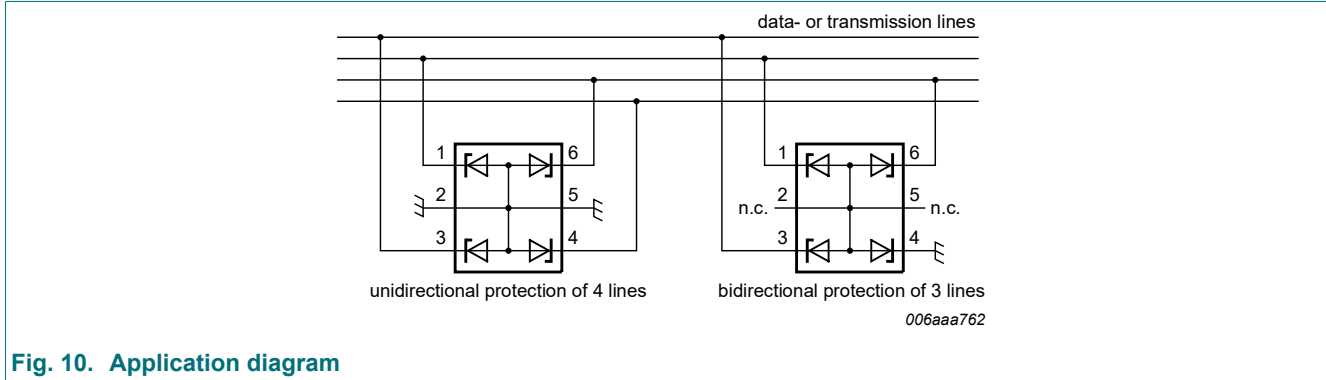 data- or transmission lines
1 6 1 6
2 5 n.c. 2 5 n.c.
3 4 3 4
unidirectional protection of 4 lines bidirectional protection of 3 lines
006aaa762
Fig. 10. Application diagram